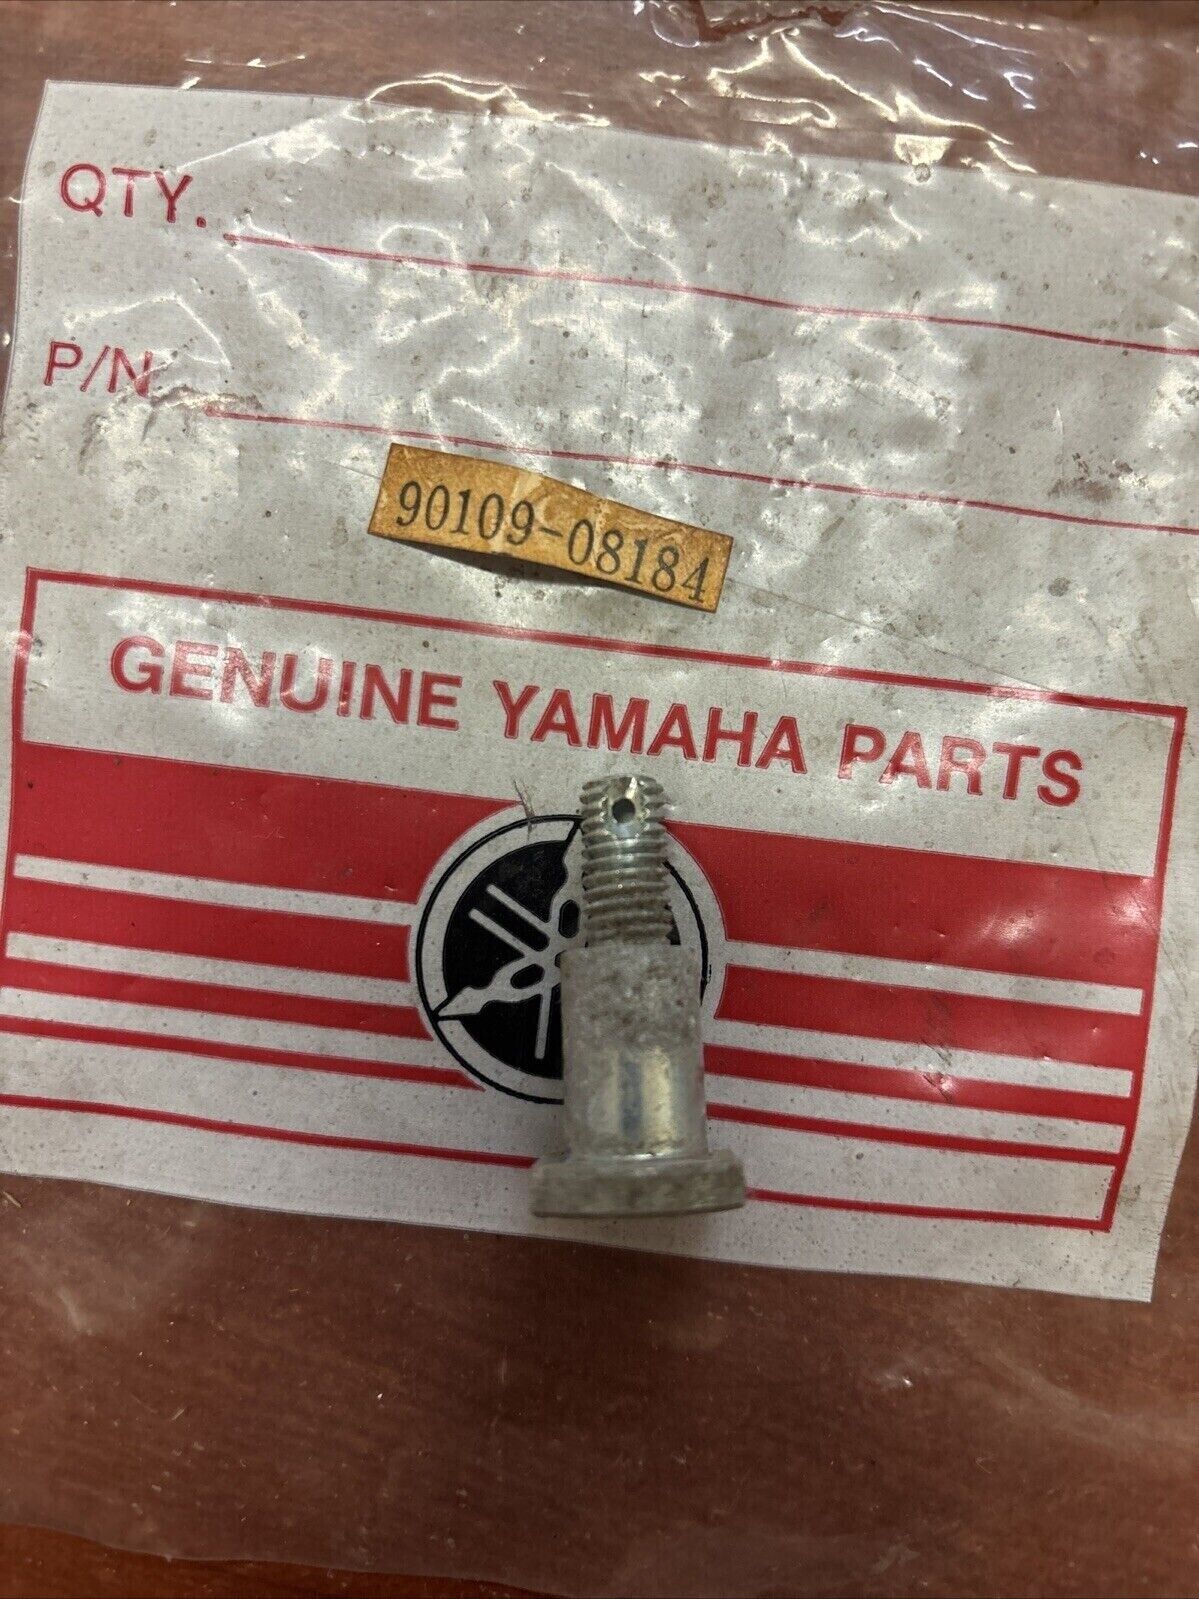 QTY.
P/N
90109-08184
GENUINE YAMAHA PARTS